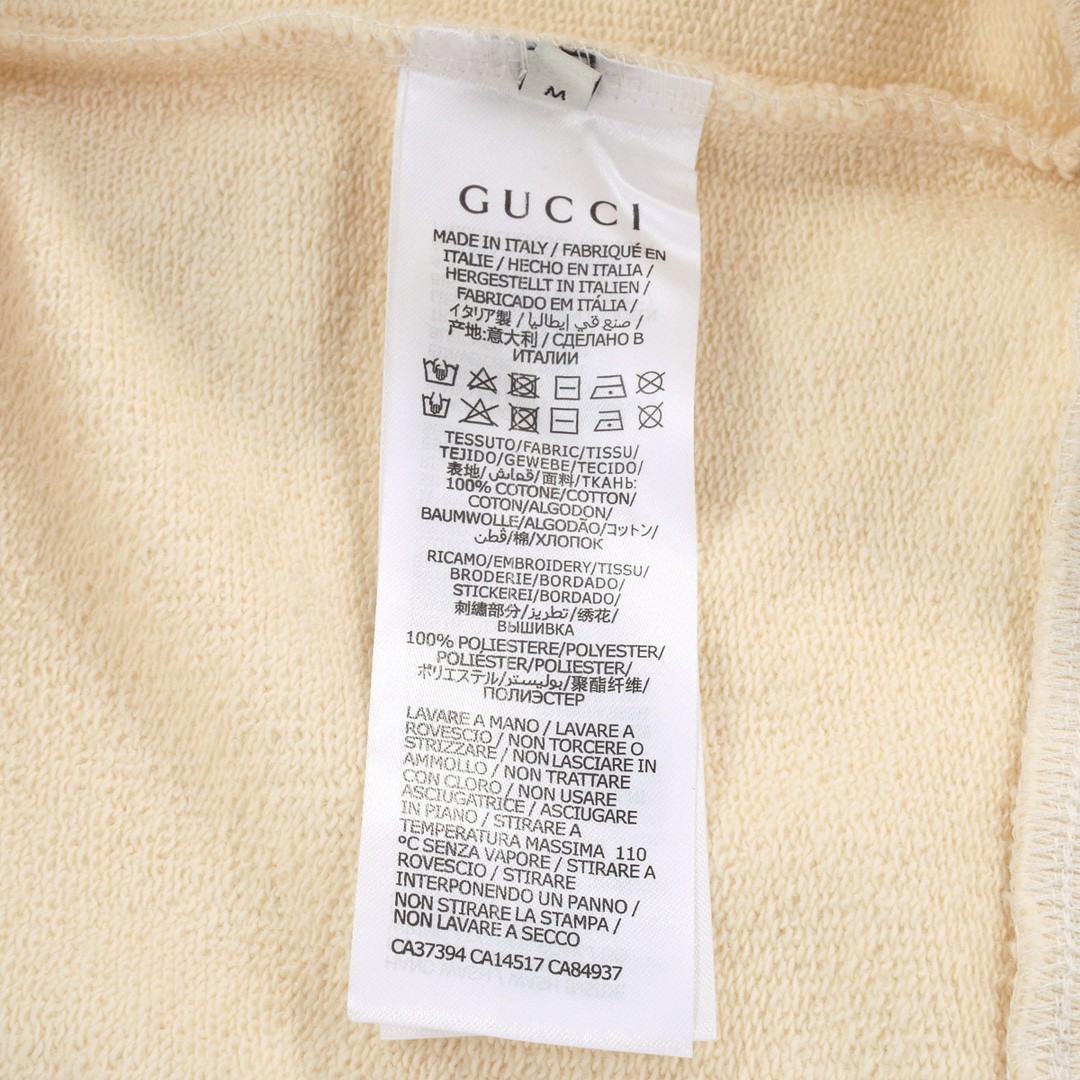 M
GUCCI
MADE IN ITALY / FABRIQUÉ EN
ITALIE / HECHO EN ITALIA /
HERGESTELLT IN ITALIEN /
FABRICADO EM ITÁLIA /
イタリア製 / صنع في إيطاليا /
产地:意大利 / СДЕЛАНО В
ИТАЛИИ
TESSUTO/FABRIC/TISSU/
TEJIDO/GEWEBE/TECIDO/
表地/قماش/面料/ТКАНЬ:
100% COTONE/COTTON/
COTON/ALGODON/
BAUMWOLLE/ALGODÃO/コットン/
قطن/棉/ХЛОПОК
RICAMO/EMBROIDERY/TISSU/
BRODERIE/BORDADO/
STICKEREI/BORDADO/
刺繍部分/تطريز/绣花/
ВЫШИВКА
100% POLIESTERE/POLYESTER/
POLIÉSTER/POLIESTER/
ポリエステル/بوليستر/聚酯纤维/
ПОЛИЭСТЕР
LAVARE A MANO / LAVARE A
ROVESCIO / NON TORCERE O
STRIZZARE / NON LASCIARE IN
AMMOLLO / NON TRATTARE
CON CLORO / NON USARE
ASCIUGATRICE / ASCIUGARE
IN PIANO / STIRARE A
TEMPERATURA MASSIMA 110
°C SENZA VAPORE / STIRARE A
ROVESCIO / STIRARE
INTERPONENDO UN PANNO /
NON STIRARE LA STAMPA /
NON LAVARE A SECCO
CA37394 CA14517 CA84937